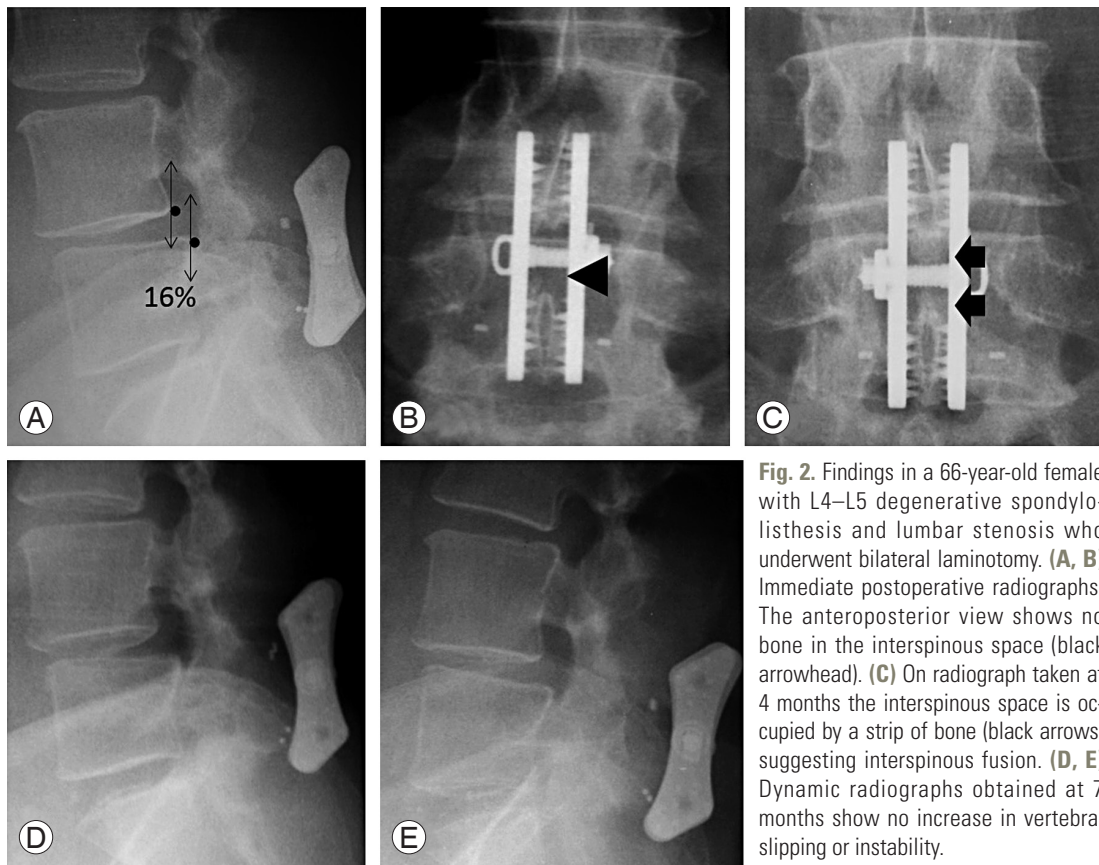 16%
A
B
C
D
E
Fig. 2. Findings in a 66-year-old female
with L4–L5 degenerative spondylo-
listhesis and lumbar stenosis who
underwent bilateral laminotomy. (A, B)
Immediate postoperative radiographs.
The anteroposterior view shows no
bone in the interspinous space (black
arrowhead). (C) On radiograph taken at
4 months the interspinous space is oc-
cupied by a strip of bone (black arrows)
suggesting interspinous fusion. (D, E)
Dynamic radiographs obtained at 7
months show no increase in vertebral
slipping or instability.